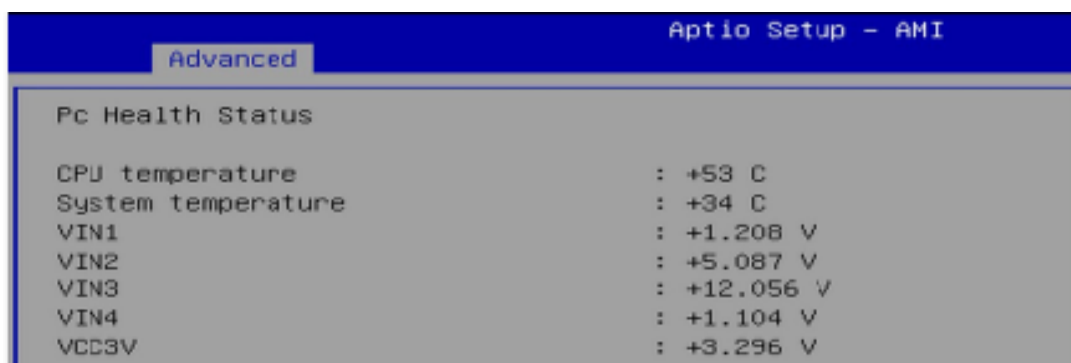 Aptio Setup – AMI
Advanced
Pc Health Status
CPU temperature : +53 C
System temperature : +34 C
VIN1 : +1.208 V
VIN2 : +5.087 V
VIN3 : +12.056 V
VIN4 : +1.104 V
VCC3V : +3.296 V